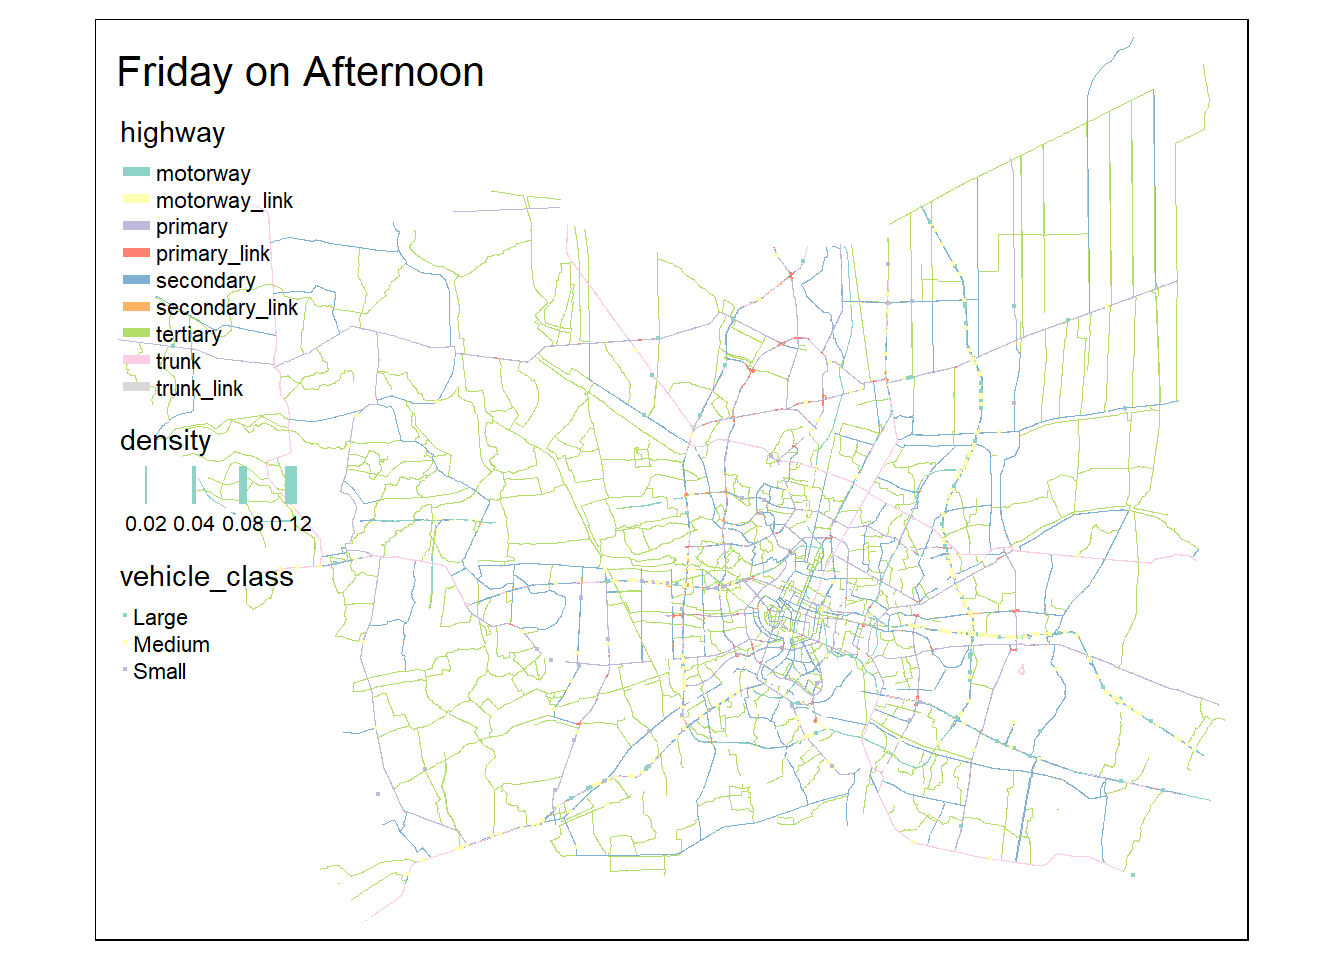 Friday on Afternoon
highway
motorway
motorway_link
primary
primary_link
secondary
secondary_link
tertiary
trunk
trunk_link
density
0.02 0.04 0.08 0.12
vehicle_class
Large
Medium
Small